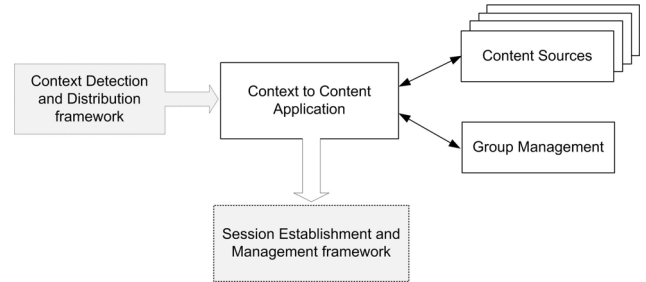 Content Sources
Context Detection
and Distribution
framework
Context to Content
Application
Group Management
Session Establishment and
Management framework